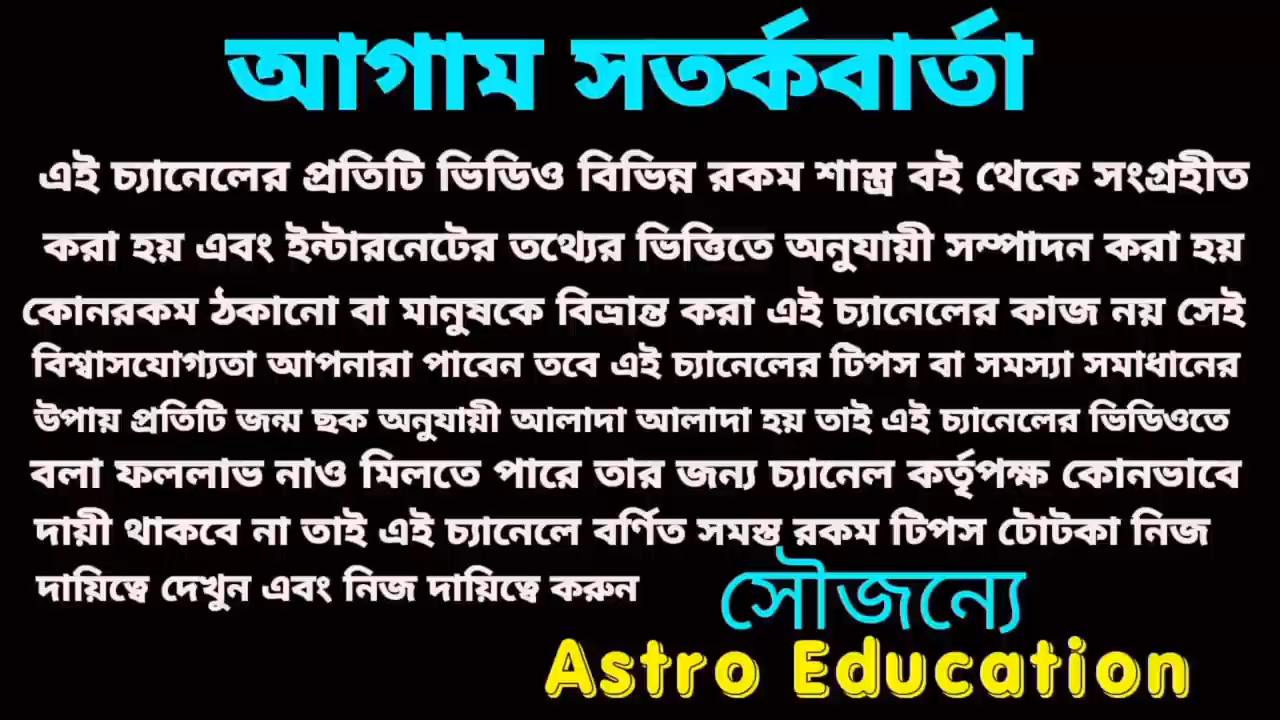 আগাম সতর্কবার্তা
এই চ্যানেলের প্রতিটি ভিডিও বিভিন্ন রকম শাস্ত্র বই থেকে সংগ্রহীত
করা হয় এবং ইন্টারনেটের তথ্যের ভিত্তিতে অনুযায়ী সম্পাদন করা হয়
কোনরকম ঠকানো বা মানুষকে বিভ্রান্ত করা এই চ্যানেলের কাজ নয় সেই
বিশ্বাসযোগ্যতা আপনারা পাবেন তবে এই চ্যানেলের টিপস বা সমস্যা সমাধানের
উপায় প্রতিটি জন্ম ছক অনুযায়ী আলাদা আলাদা হয় তাই এই চ্যানেলের ভিডিওতে
বলা ফললাভ নাও মিলতে পারে তার জন্য চ্যানেল কর্তৃপক্ষ কোনভাবে
দায়ী থাকবে না তাই এই চ্যানেলে বর্ণিত সমস্ত রকম টিপস টোটকা নিজ
দায়িত্বে দেখুন এবং নিজ দায়িত্বে করুন
সৌজন্যে
Astro Education